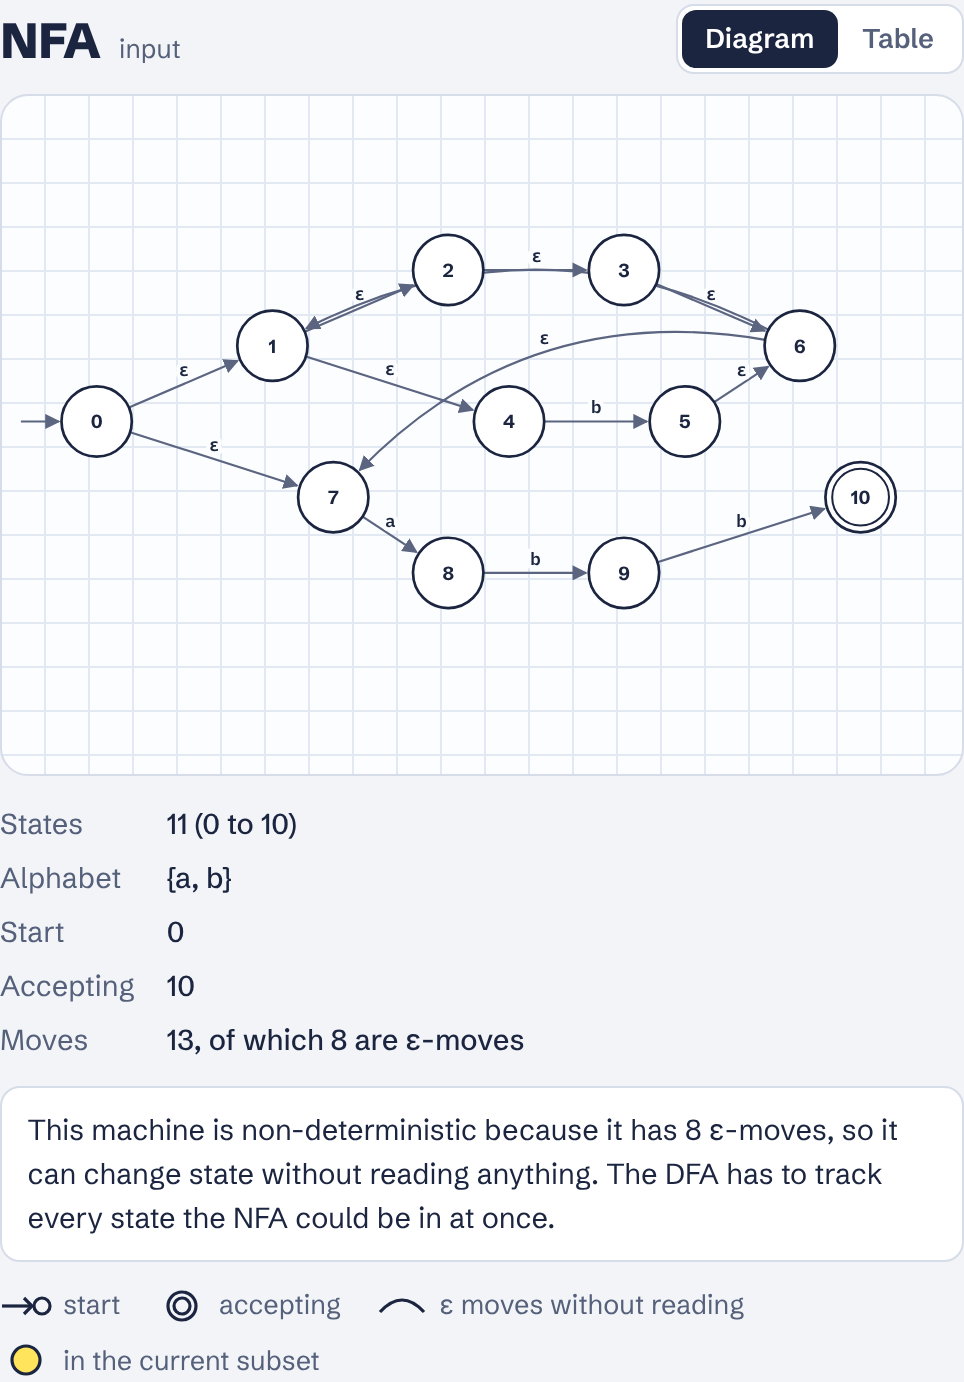 NFA input
Diagram Table
2 ε 3
ε ε
1 ε 6
ε ε ε
0 4 b 5
ε
7 10
a b
8 b 9
States 11 (0 to 10)
Alphabet {a, b}
Start 0
Accepting 10
Moves 13, of which 8 are ε-moves
This machine is non-deterministic because it has 8 ε-moves, so it
can change state without reading anything. The DFA has to track
every state the NFA could be in at once.
start accepting ε moves without reading
in the current subset